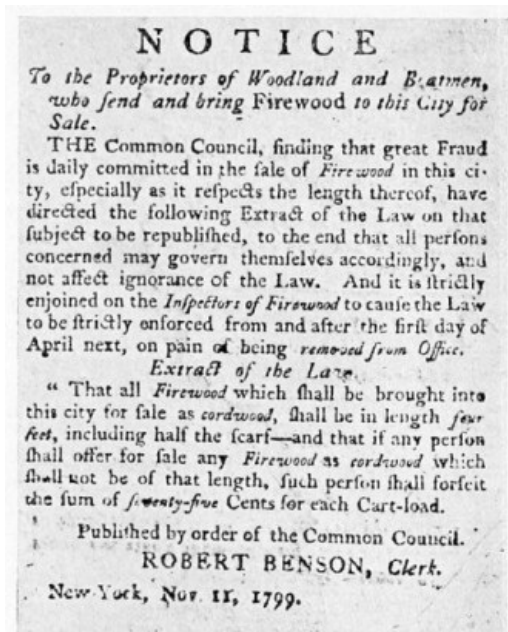 NOTICE
To the Proprietors of Woodland and Boatmen,
who ſend and bring Firewood to this City for
Sale.
THE Common Council, finding that great Fraud
is daily committed in the ſale of Firewood in this ci-
ty, eſpecially as it reſpects the length thereof, have
directed the following Extract of the Law on that
ſubject to be republiſhed, to the end that all perſons
concerned may govern themſelves accordingly, and
not affect ignorance of the Law. And it is ſtrictly
enjoined on the Inſpectors of Firewood to cauſe the Law
to be ſtrictly enforced from and after the firſt day of
April next, on pain of being removed from Office.
Extract of the Law.
" That all Firewood which ſhall be brought into
this city for ſale as cordwood, ſhall be in length four
feet, including half the ſcarf—and that if any perſon
ſhall offer for ſale any Firewood as cordwood which
ſhall not be of that length, ſuch perſon ſhall forfeit
the ſum of ſeventy-five Cents for each Cart-load.
Publiſhed by order of the Common Council.
ROBERT BENSON, Clerk.
New-York, Nov. 11, 1799.